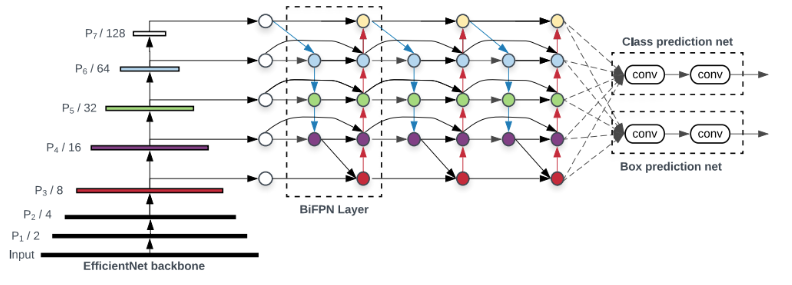 P7 / 128
P6 / 64
P5 / 32
P4 / 16
P3 / 8
P2 / 4
P1 / 2
Input
EfficientNet backbone
BiFPN Layer
Class prediction net
conv conv
conv conv
Box prediction net